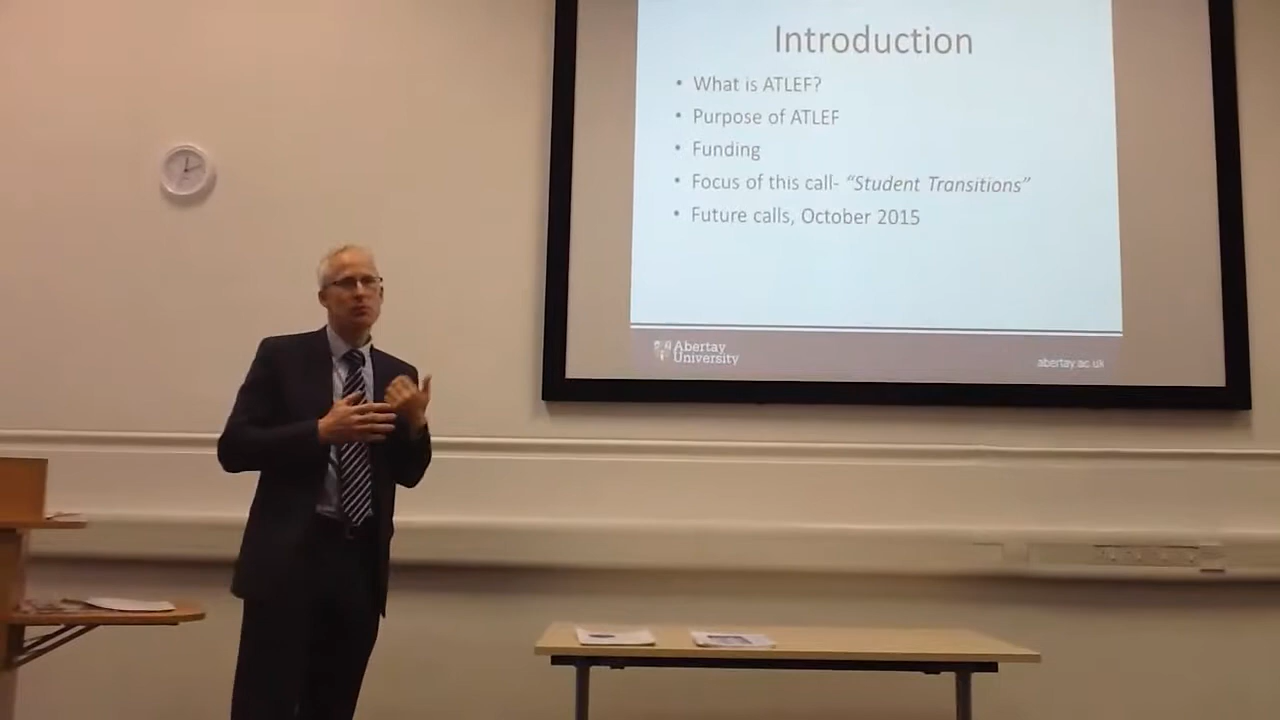 Introduction
• What is ATLEF?
• Purpose of ATLEF
• Funding
• Focus of this call- “Student Transitions”
• Future calls, October 2015
Abertay
University
abertay.ac.uk